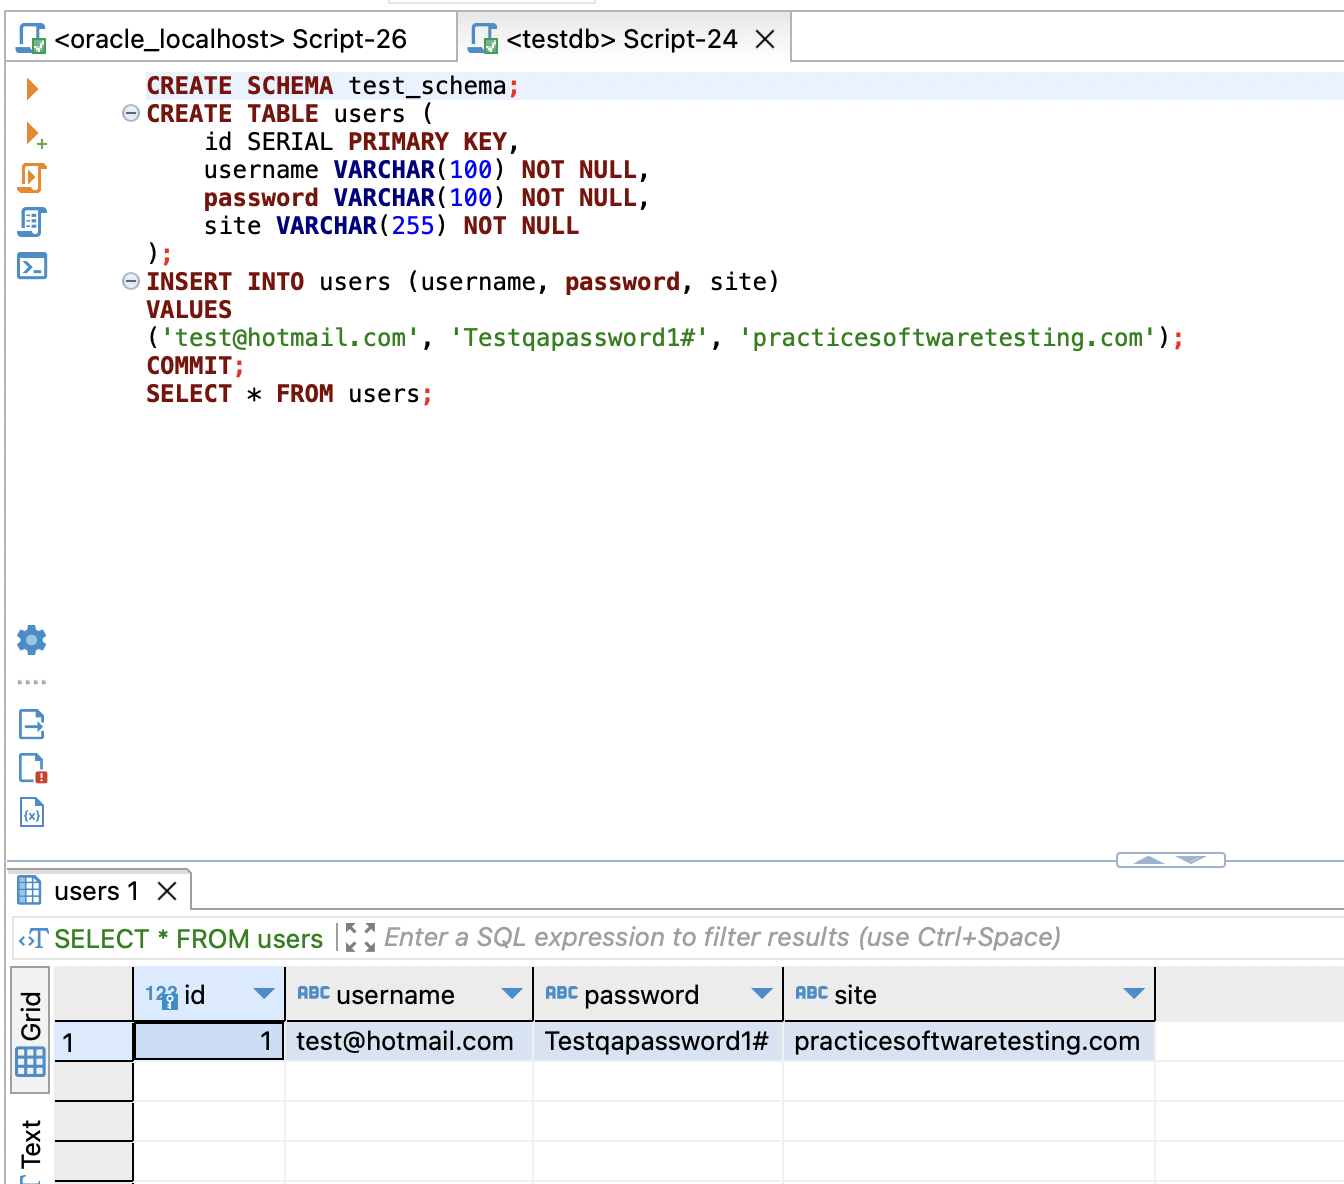 <oracle_localhost> Script-26
<testdb> Script-24
CREATE SCHEMA test_schema;
CREATE TABLE users (
id SERIAL PRIMARY KEY,
username VARCHAR(100) NOT NULL,
password VARCHAR(100) NOT NULL,
site VARCHAR(255) NOT NULL
);
INSERT INTO users (username, password, site)
VALUES
('test@hotmail.com', 'Testqapassword1#', 'practicesoftwaretesting.com');
COMMIT;
SELECT * FROM users;
users 1
SELECT * FROM users Enter a SQL expression to filter results (use Ctrl+Space)
Grid
Text
123 id ABC username ABC password ABC site
1 1 test@hotmail.com Testqapassword1# practicesoftwaretesting.com